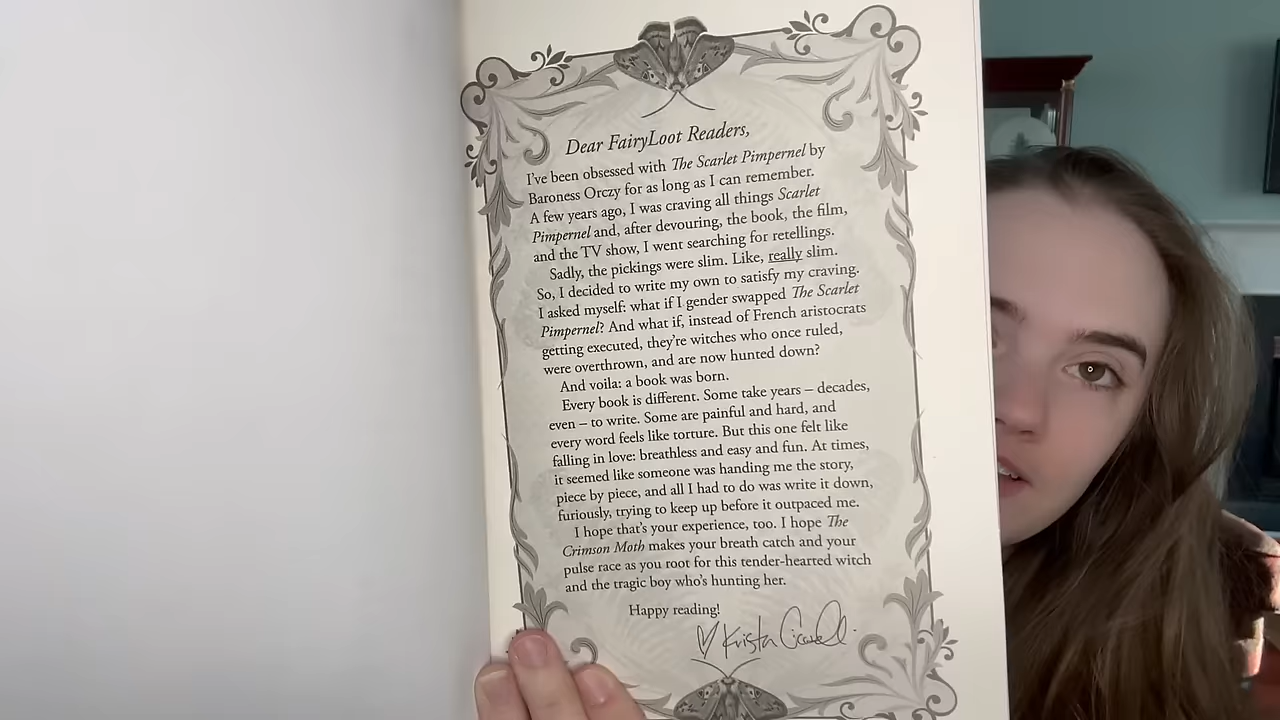 Dear FairyLoot Readers,
I've been obsessed with The Scarlet Pimpernel by
Baroness Orczy for as long as I can remember.
A few years ago, I was craving all things Scarlet
Pimpernel and, after devouring, the book, the film,
and the TV show, I went searching for retellings.
Sadly, the pickings were slim. Like, really slim.
So, I decided to write my own to satisfy my craving.
I asked myself: what if I gender swapped The Scarlet
Pimpernel? And what if, instead of French aristocrats
getting executed, they're witches who once ruled,
were overthrown, and are now hunted down?
And voila: a book was born.
Every book is different. Some take years – decades,
even – to write. Some are painful and hard, and
every word feels like torture. But this one felt like
falling in love: breathless and easy and fun. At times,
it seemed like someone was handing me the story,
piece by piece, and all I had to do was write it down,
furiously, trying to keep up before it outpaced me.
I hope that's your experience, too. I hope The
Crimson Moth makes your breath catch and your
pulse race as you root for this tender-hearted witch
and the tragic boy who's hunting her.
Happy reading!
Kristen